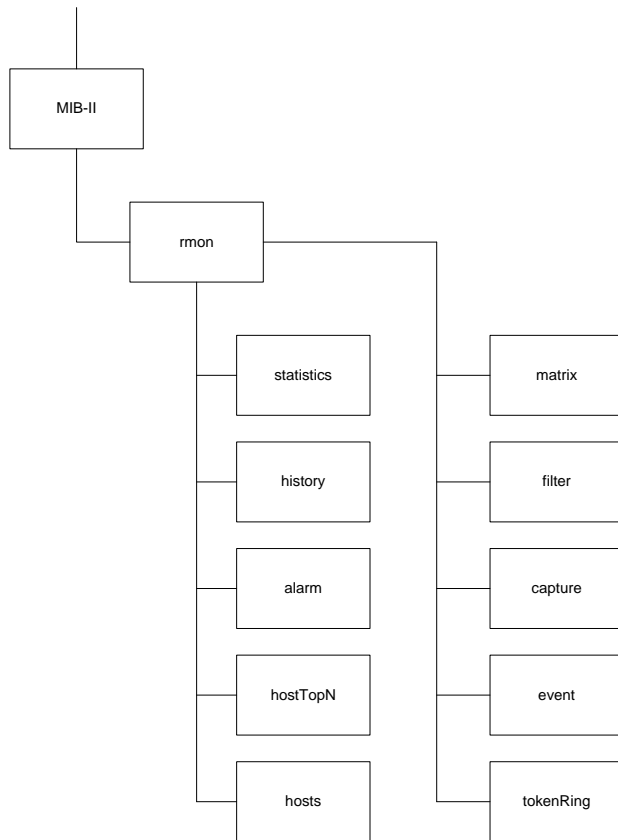 MIB-II
rmon
statistics
matrix
history
filter
alarm
capture
hostTopN
event
hosts
tokenRing